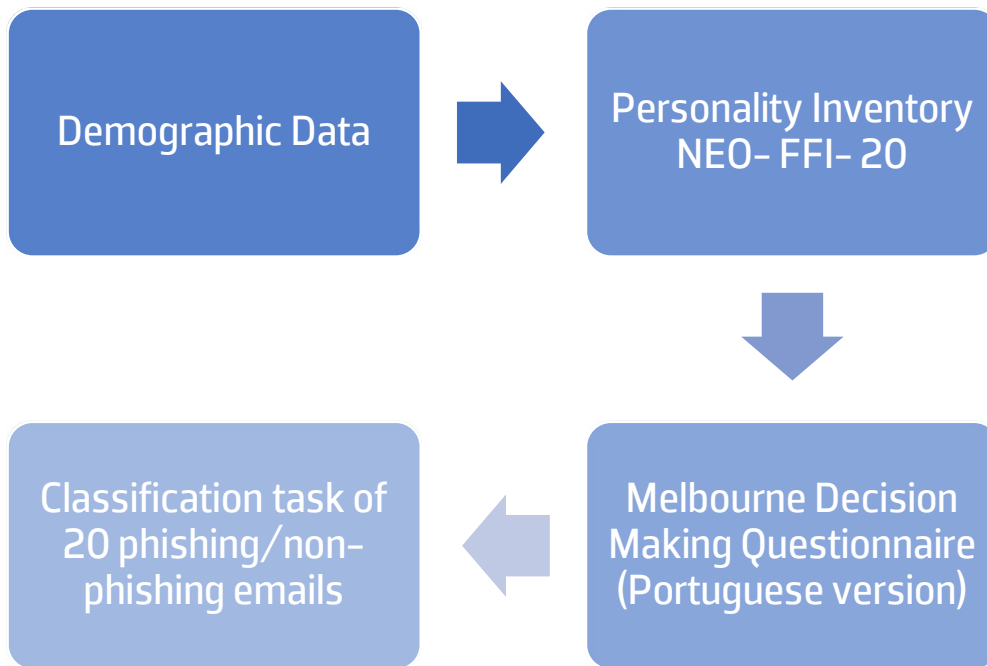 Demographic Data
Personality Inventory
NEO- FFI- 20
Melbourne Decision
Making Questionnaire
(Portuguese version)
Classification task of
20 phishing/non-
phishing emails